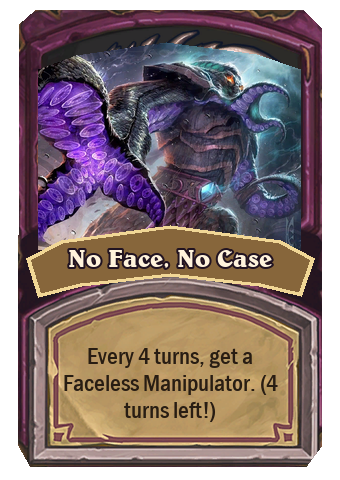 No Face, No Case
Every 4 turns, get a
Faceless Manipulator. (4
turns left!)